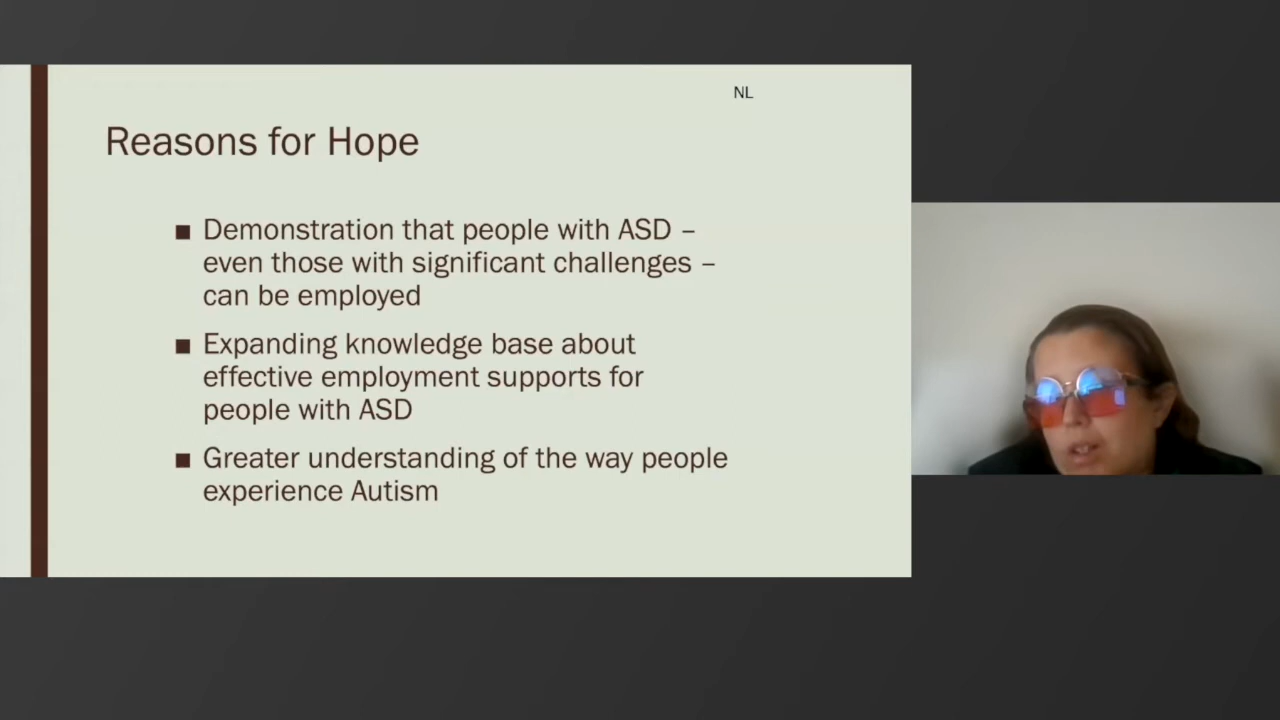 NL
Reasons for Hope
■ Demonstration that people with ASD –
even those with significant challenges –
can be employed
■ Expanding knowledge base about
effective employment supports for
people with ASD
■ Greater understanding of the way people
experience Autism